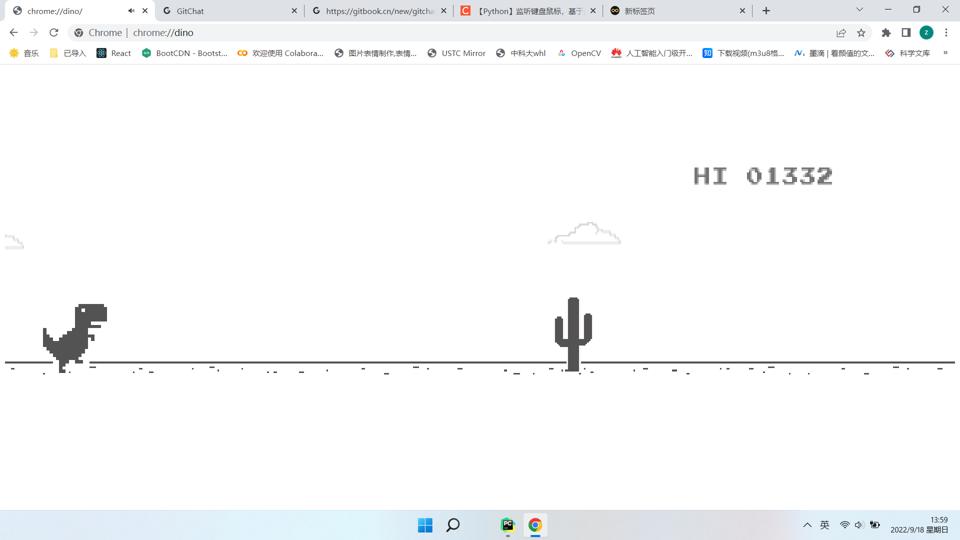 chrome://dino/
GitChat
https://gitbook.cn/new/gitcha
【Python】监听键盘鼠标，基于
新标签页
Chrome | chrome://dino
z
音乐
已导入
React
BootCDN - Bootst...
欢迎使用 Colabora...
图片表情制作,表情...
USTC Mirror
中科大whl
OpenCV
人工智能入门极开...
下载视频(m3u8格...
墨滴 | 看颜值的文...
科学文库
»
HI 01332
英
13:59
2022/9/18 星期日